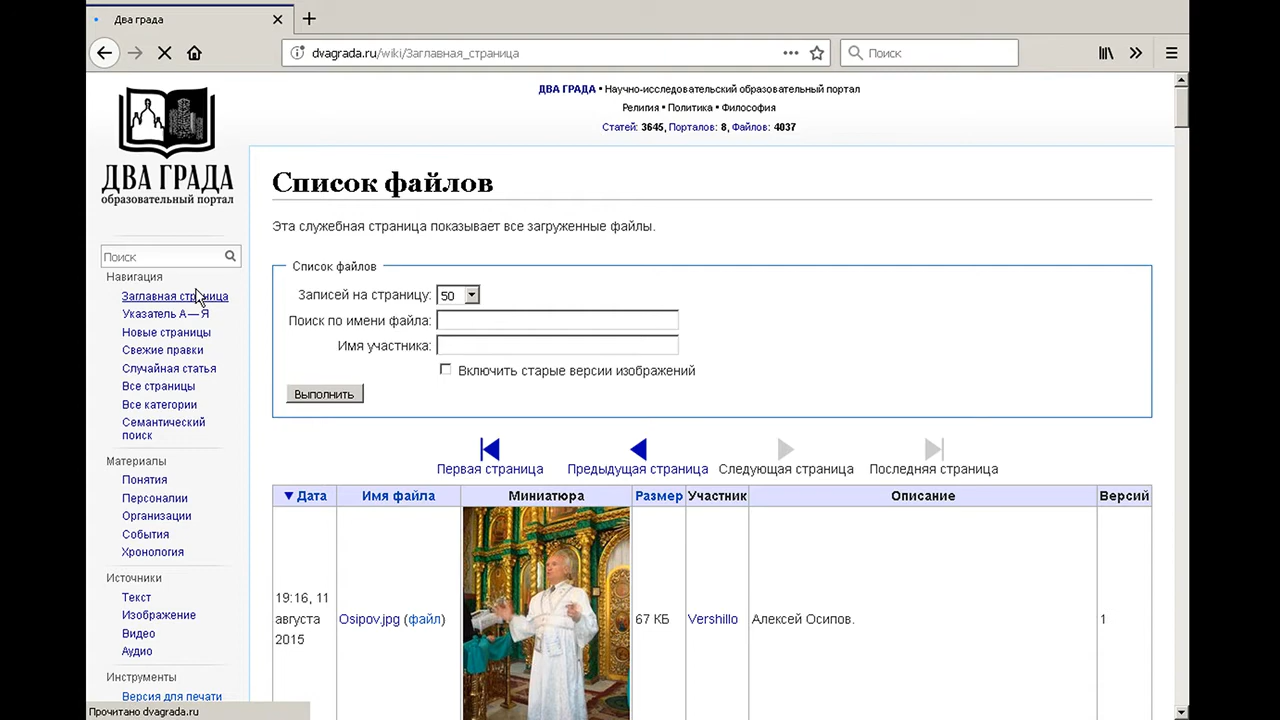 Два града
dvagrada.ru/wiki/Заглавная_страница
Поиск
ДВА ГРАДА • Научно-исследовательский образовательный портал
Религия • Политика • Философия
Статей: 3645, Порталов: 8, Файлов: 4037
ДВА ГРАДА
образовательный портал
Поиск
Навигация
Заглавная страница
Указатель А—Я
Новые страницы
Свежие правки
Случайная статья
Все страницы
Все категории
Семантический
поиск
Материалы
Понятия
Персоналии
Организации
События
Хронология
Источники
Текст
Изображение
Видео
Аудио
Инструменты
Версия для печати
Список файлов
Эта служебная страница показывает все загруженные файлы.
Список файлов
Записей на страницу: 50
Поиск по имени файла:
Имя участника:
Включить старые версии изображений
Выполнить
Первая страница Предыдущая страница Следующая страница Последняя страница
Дата Имя файла Миниатюра Размер Участник Описание Версий
19:16, 11
августа
2015
Osipov.jpg (файл) 67 КБ Vershillo Алексей Осипов. 1
Прочитано dvagrada.ru